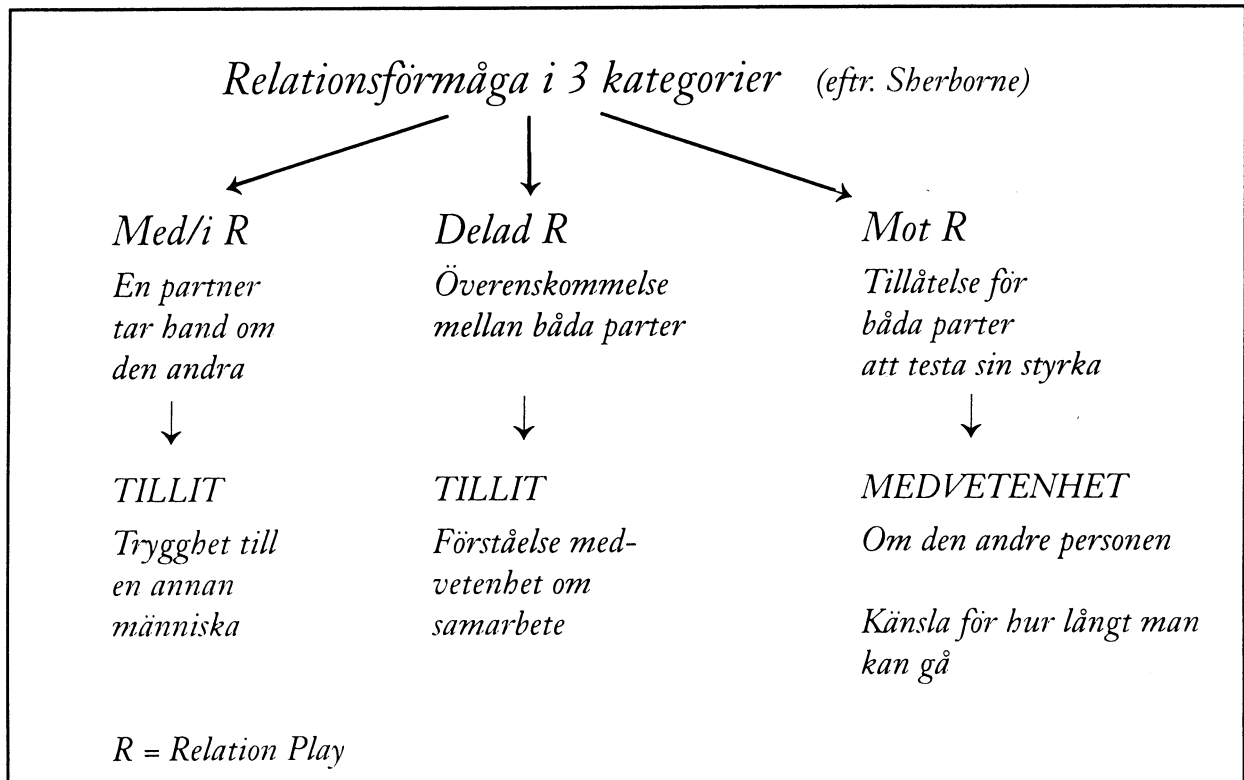 Relationsförmåga i 3 kategorier (eftr. Sherborne)
Med/i R
En partner
tar hand om
den andra
TILLIT
Trygghet till
en annan
människa
Delad R
Överenskommelse
mellan båda parter
TILLIT
Förståelse med-
vetenhet om
samarbete
Mot R
Tillåtelse för
båda parter
att testa sin styrka
MEDVETENHET
Om den andre personen
Känsla för hur långt man
kan gå
R = Relation Play